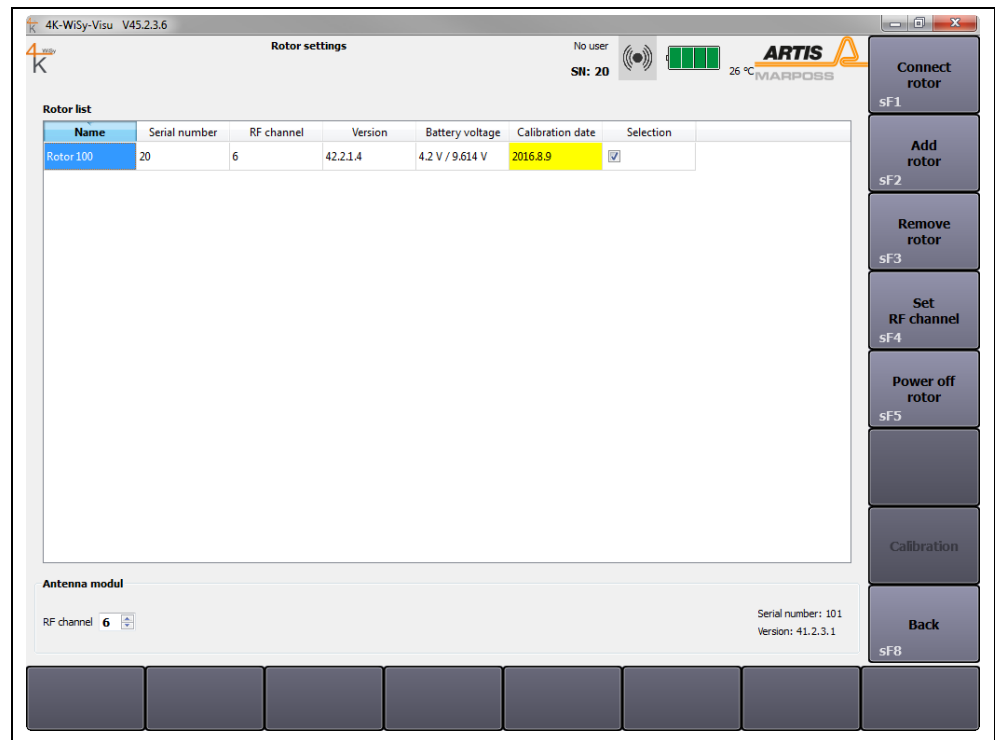 4K-WiSy-Visu V45.2.3.6
4K WiSy
Rotor settings
No user
SN: 20
26 °C
ARTIS
MARPOSS
Rotor list
Name Serial number RF channel Version Battery voltage Calibration date Selection
Rotor 100 20 6 42.2.1.4 4.2 V / 9.614 V 2016.8.9
Antenna modul
RF channel 6
Serial number: 101
Version: 41.2.3.1
Connect
rotor
sF1
Add
rotor
sF2
Remove
rotor
sF3
Set
RF channel
sF4
Power off
rotor
sF5
Calibration
Back
sF8